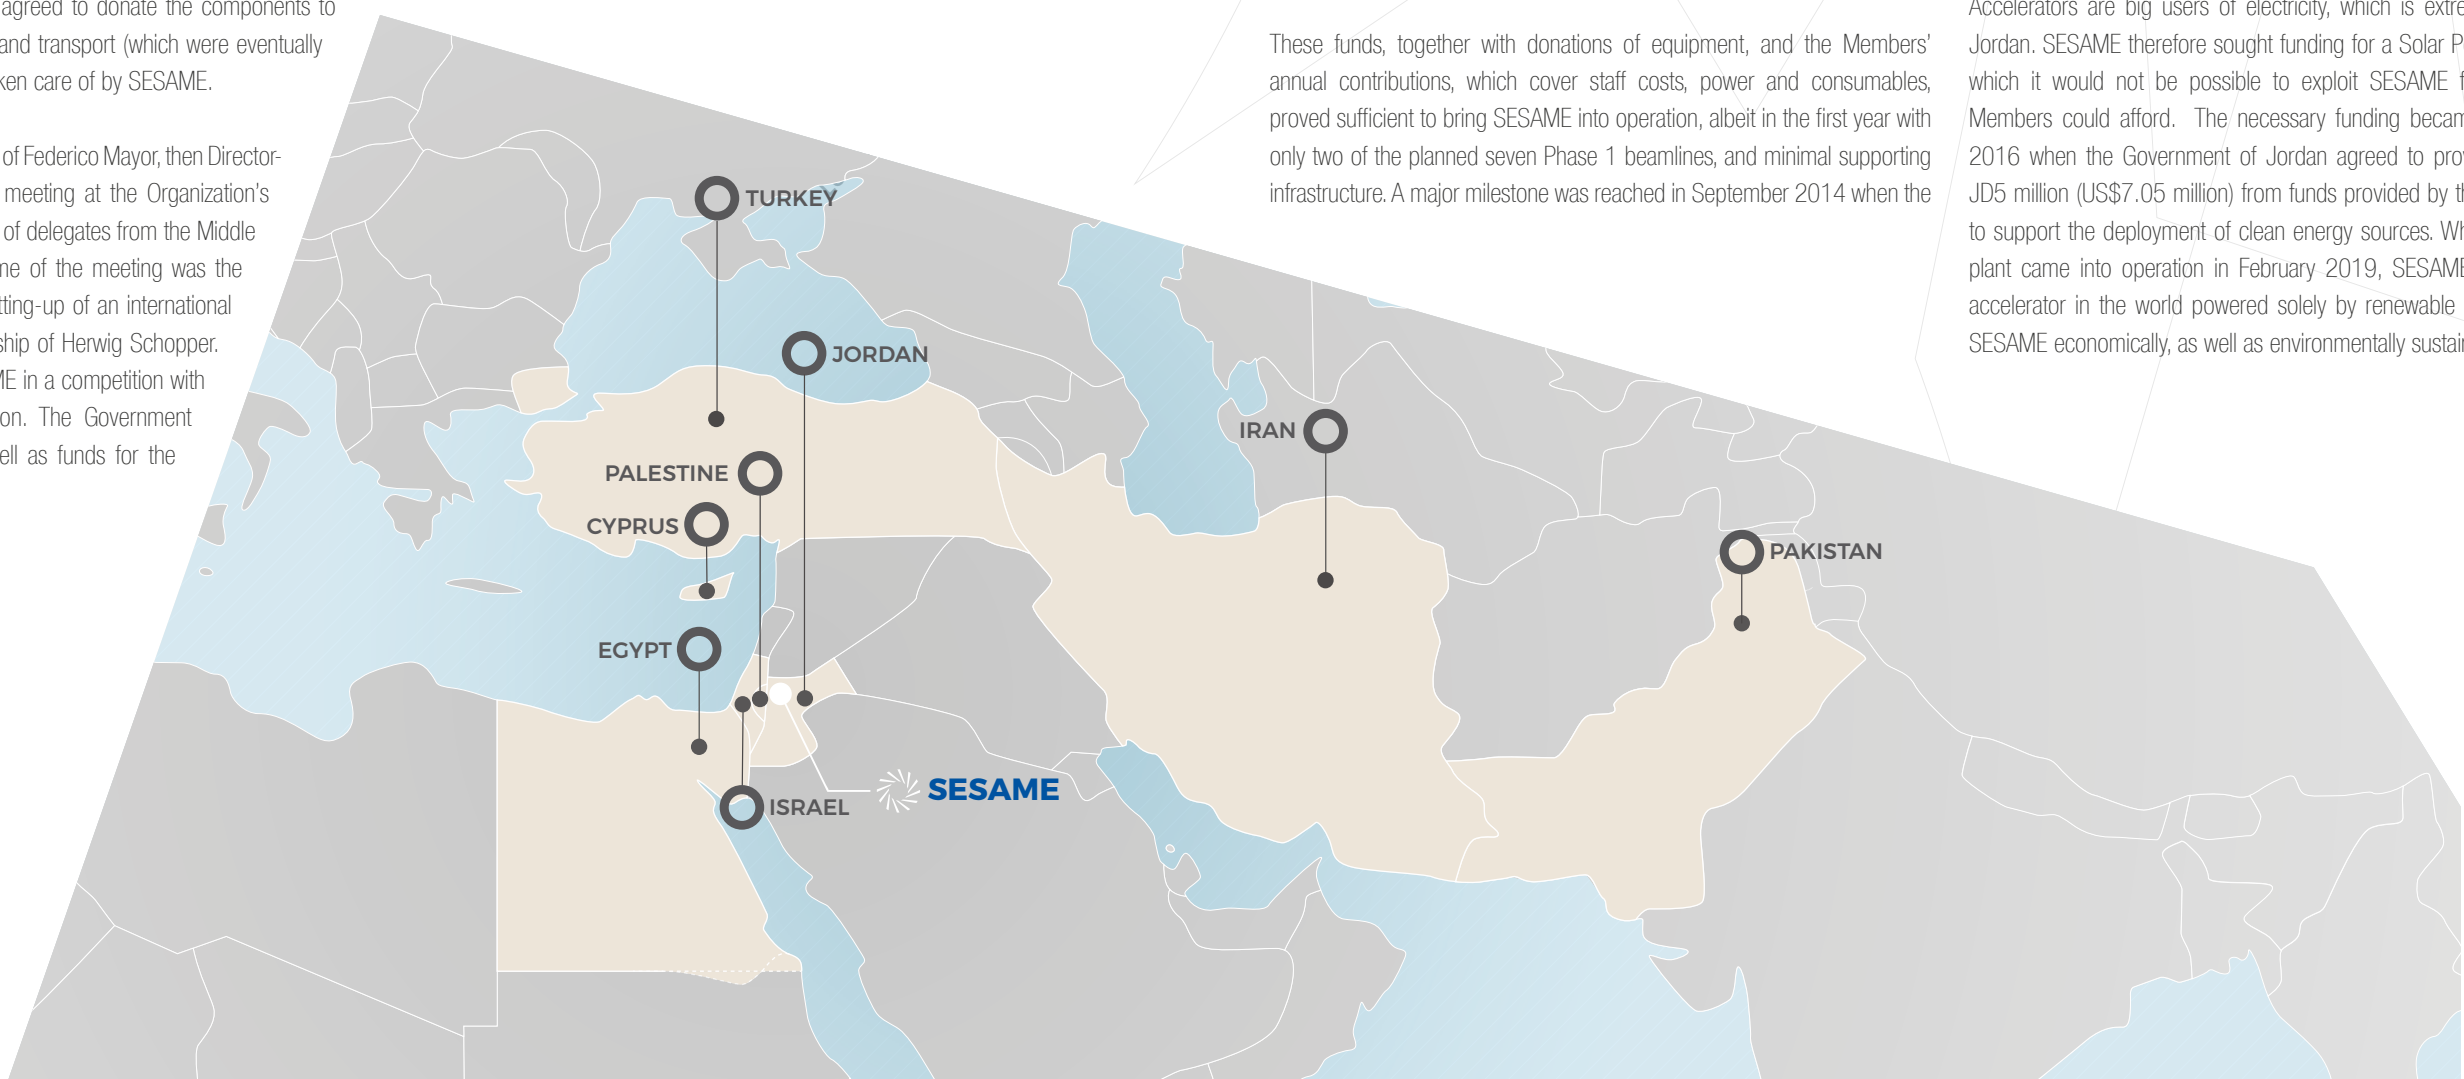 agreed to donate the components to
and transport (which were eventually
ken care of by SESAME.
of Federico Mayor, then Director-
meeting at the Organization's
of delegates from the Middle
me of the meeting was the
tting-up of an international
ship of Herwig Schopper.
ME in a competition with
on. The Government
ell as funds for the
These funds, together with donations of equipment, and the Members'
annual contributions, which cover staff costs, power and consumables,
proved sufficient to bring SESAME into operation, albeit in the first year with
only two of the planned seven Phase 1 beamlines, and minimal supporting
infrastructure. A major milestone was reached in September 2014 when the
Accelerators are big users of electricity, which is extre
Jordan. SESAME therefore sought funding for a Solar P
which it would not be possible to exploit SESAME f
Members could afford. The necessary funding becam
2016 when the Government of Jordan agreed to prov
JD5 million (US$7.05 million) from funds provided by th
to support the deployment of clean energy sources. Wh
plant came into operation in February 2019, SESAME
accelerator in the world powered solely by renewable
SESAME economically, as well as environmentally sustain
TURKEY
JORDAN
IRAN
PALESTINE
CYPRUS
PAKISTAN
EGYPT
SESAME
ISRAEL